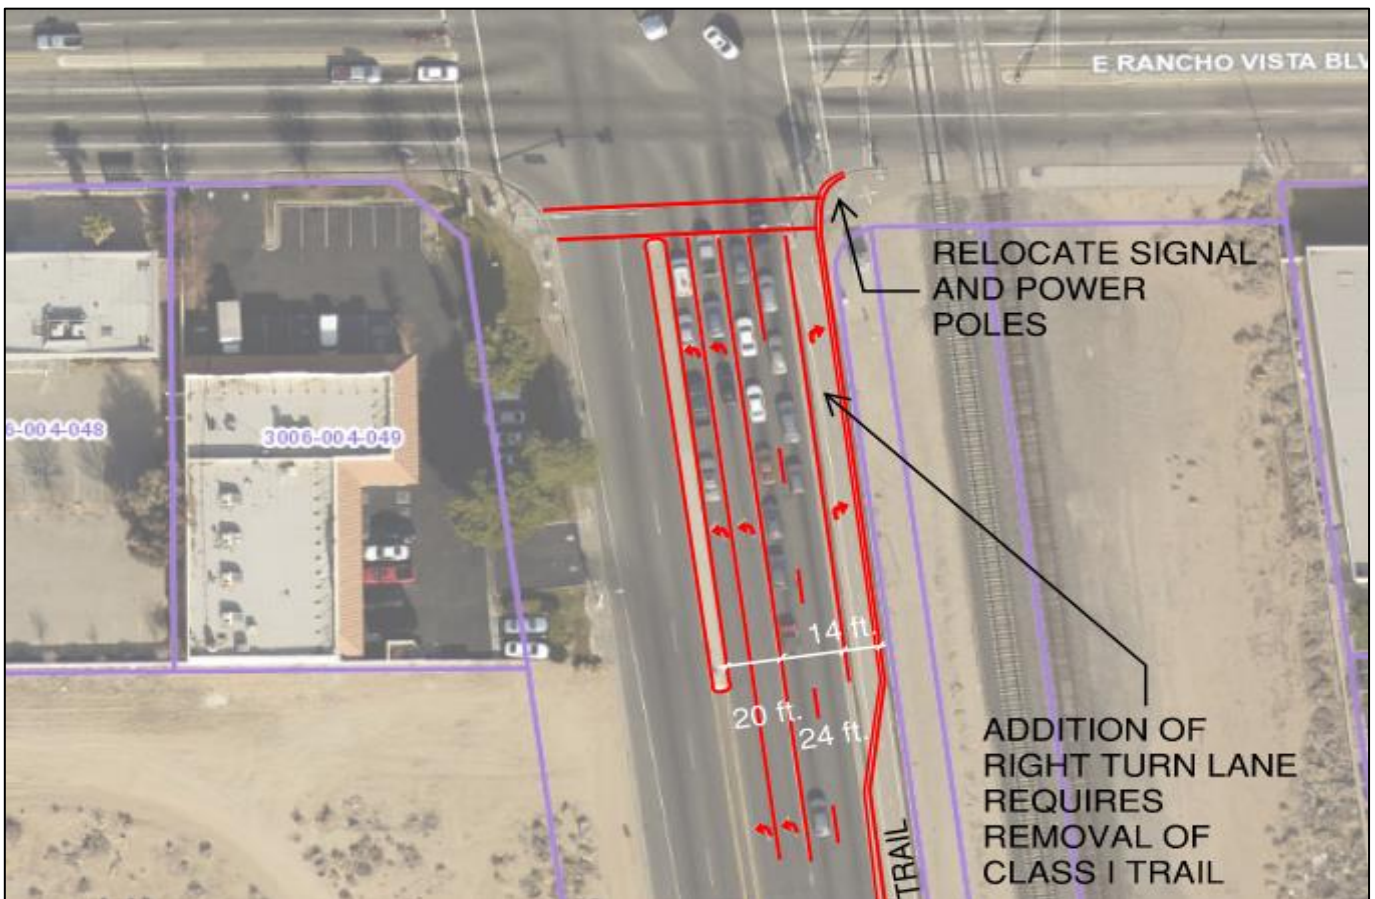 E RANCHO VISTA BLV
RELOCATE SIGNAL
AND POWER
POLES
6-004-048
3006-004-049
14 ft.
20 ft.
24 ft.
ADDITION OF
RIGHT TURN LANE
REQUIRES
REMOVAL OF
CLASS I TRAIL
TRAIL